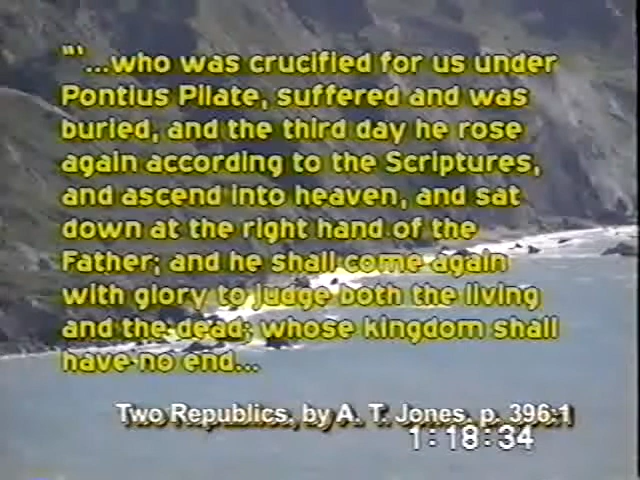 "'...who was crucified for us under
Pontius Pilate, suffered and was
buried, and the third day he rose
again according to the Scriptures,
and ascend into heaven, and sat
down at the right hand of the
Father; and he shall come again
with glory to judge both the living
and the dead; whose kingdom shall
have no end...
Two Republics, by A. T. Jones, p. 396:1
1:18:34